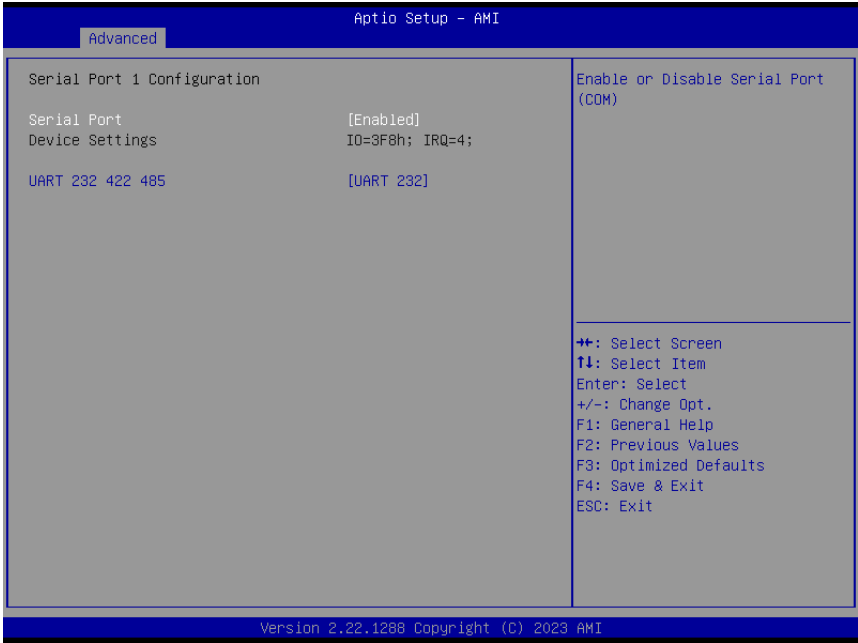 Aptio Setup – AMI
Advanced
Serial Port 1 Configuration
Serial Port [Enabled]
Device Settings IO=3F8h; IRQ=4;
UART 232 422 485 [UART 232]
Enable or Disable Serial Port
(COM)
→←: Select Screen
↑↓: Select Item
Enter: Select
+/-: Change Opt.
F1: General Help
F2: Previous Values
F3: Optimized Defaults
F4: Save & Exit
ESC: Exit
Version 2.22.1288 Copyright (C) 2023 AMI